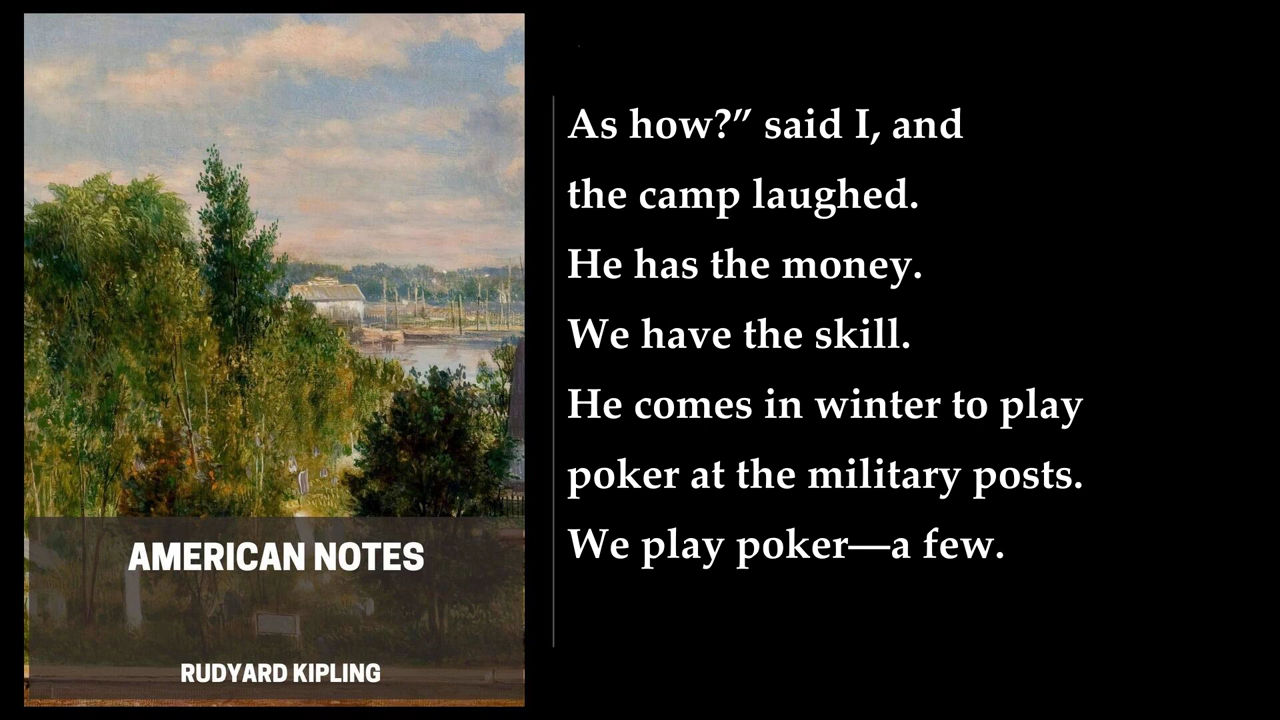 As how?” said I, and
the camp laughed.
He has the money.
We have the skill.
He comes in winter to play
poker at the military posts.
We play poker—a few.
AMERICAN NOTES
RUDYARD KIPLING